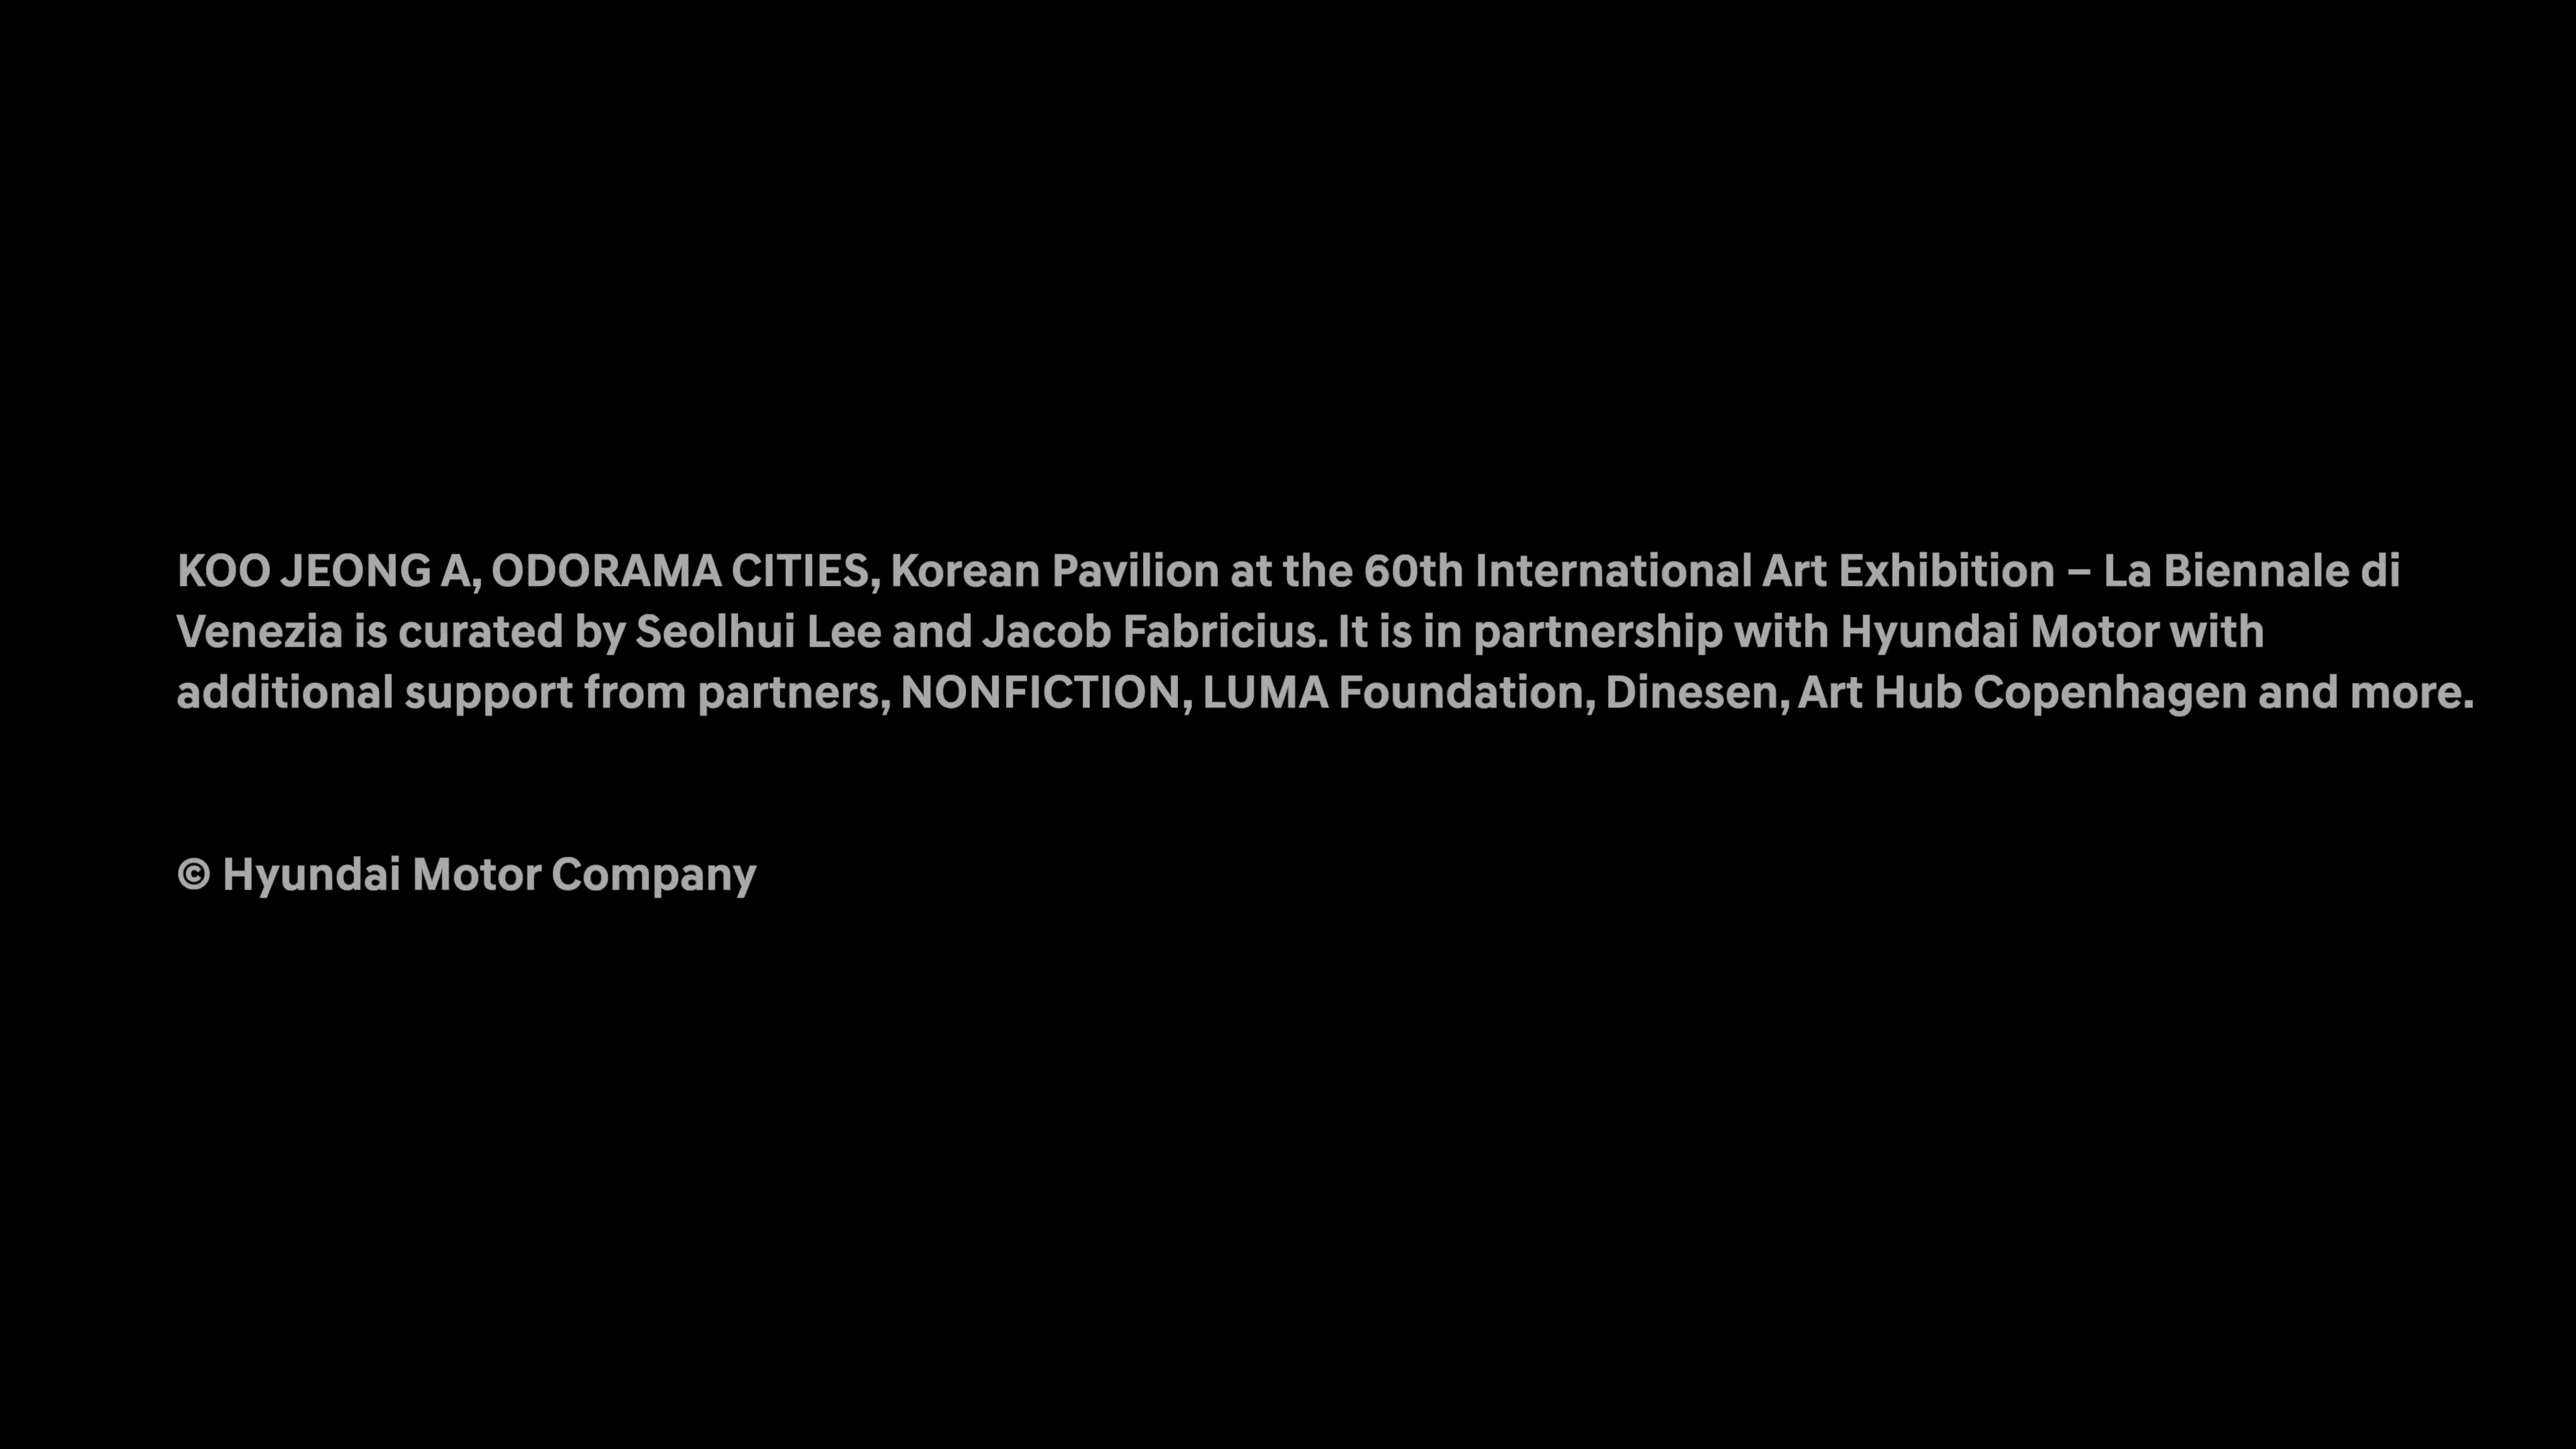 KOO JEONG A, ODORAMA CITIES, Korean Pavilion at the 60th International Art Exhibition – La Biennale di
Venezia is curated by Seolhui Lee and Jacob Fabricius. It is in partnership with Hyundai Motor with
additional support from partners, NONFICTION, LUMA Foundation, Dinesen, Art Hub Copenhagen and more.
© Hyundai Motor Company